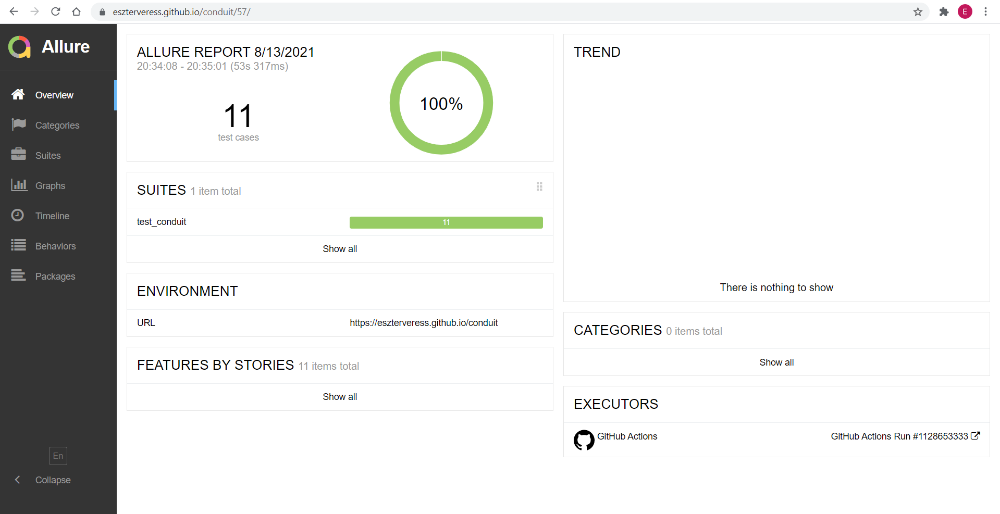 eszterveress.github.io/conduit/57/
E
Allure
Overview
Categories
Suites
Graphs
Timeline
Behaviors
Packages
En
Collapse
ALLURE REPORT 8/13/2021
20:34:08 - 20:35:01 (53s 317ms)
11
test cases
100%
SUITES 1 item total
test_conduit 11
Show all
ENVIRONMENT
URL https://eszterveress.github.io/conduit
FEATURES BY STORIES 11 items total
Show all
TREND
There is nothing to show
CATEGORIES 0 items total
Show all
EXECUTORS
GitHub Actions GitHub Actions Run #1128653333